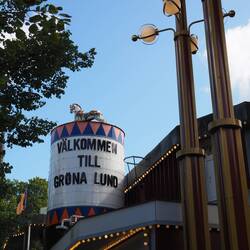 VÄLKOMMEN
TILL
GRÖNA LUND